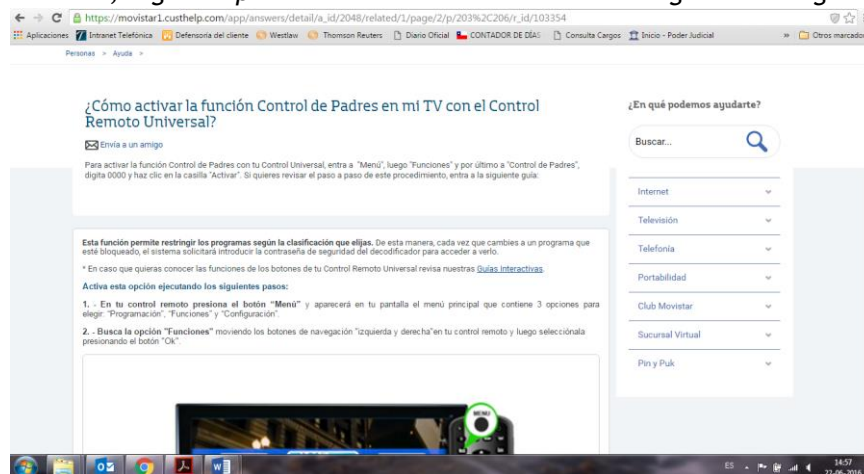 https://movistar1.custhelp.com/app/answers/detail/a_id/2048/related/1/page/2/p/203%2C206/r_id/103354
Aplicaciones Intranet Telefónica Defensoria del cliente Westlaw Thomson Reuters Diario Oficial CONTADOR DE DÍAS Consulta Cargos Inicio - Poder Judicial » Otros marcador
Personas > Ayuda >
¿Cómo activar la función Control de Padres en mi TV con el Control
Remoto Universal?
Envía a un amigo
Para activar la función Control de Padres con tu Control Universal, entra a "Menú", luego "Funciones" y por último a "Control de Padres",
digita 0000 y haz clic en la casilla "Activar". Si quieres revisar el paso a paso de este procedimiento, entra a la siguiente guía:
Esta función permite restringir los programas según la clasificación que elijas. De esta manera, cada vez que cambies a un programa que
esté bloqueado, el sistema solicitará introducir la contraseña de seguridad del decodificador para acceder a verlo.
* En caso que quieras conocer las funciones de los botones de tu Control Remoto Universal revisa nuestras Guías Interactivas.
Activa esta opción ejecutando los siguientes pasos:
1. - En tu control remoto presiona el botón "Menú" y aparecerá en tu pantalla el menú principal que contiene 3 opciones para
elegir: "Programación", "Funciones" y "Configuración".
2. - Busca la opción "Funciones" moviendo los botones de navegación "izquierda y derecha"en tu control remoto y luego selecciónala
presionando el botón "Ok".
MENU
¿En qué podemos ayudarte?
Buscar...
Internet
Televisión
Telefonía
Portabilidad
Club Movistar
Sucursal Virtual
Pin y Puk
ES
14:57
22-06-2016